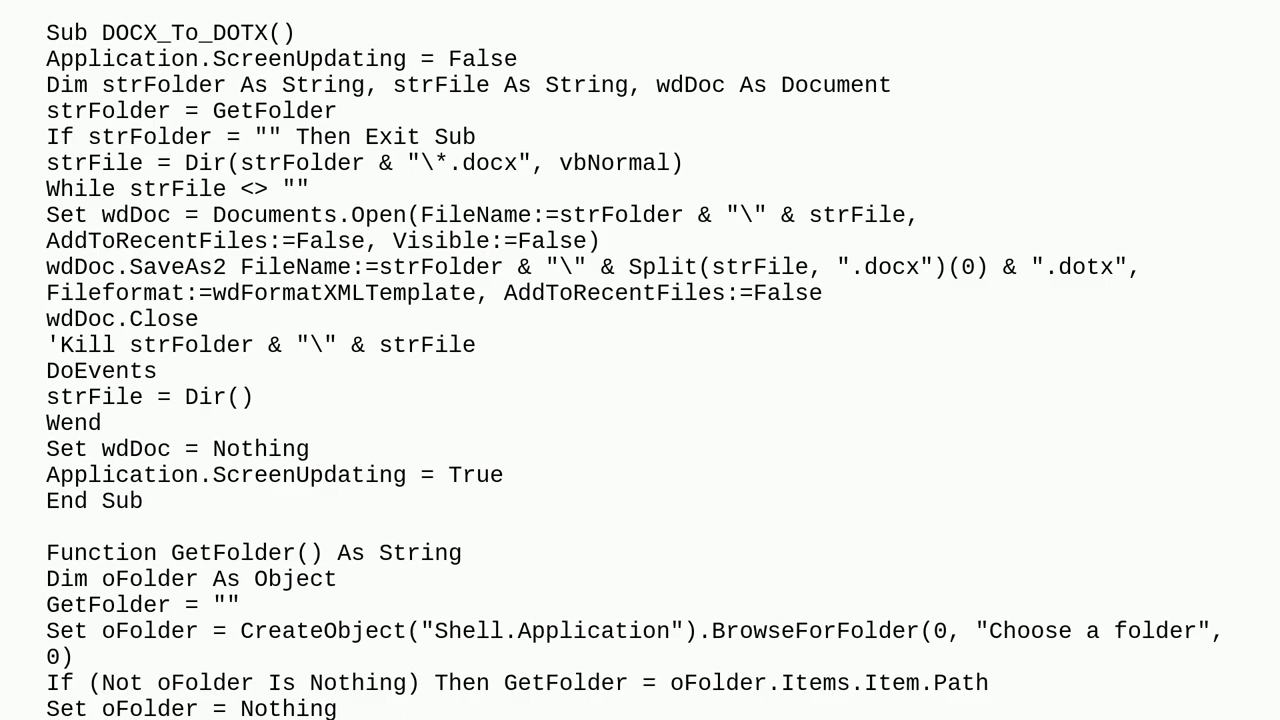 Sub DOCX_To_DOTX()
Application.ScreenUpdating = False
Dim strFolder As String, strFile As String, wdDoc As Document
strFolder = GetFolder
If strFolder = "" Then Exit Sub
strFile = Dir(strFolder & "\*.docx", vbNormal)
While strFile <> ""
Set wdDoc = Documents.Open(FileName:=strFolder & "\" & strFile,
AddToRecentFiles:=False, Visible:=False)
wdDoc.SaveAs2 FileName:=strFolder & "\" & Split(strFile, ".docx")(0) & ".dotx",
Fileformat:=wdFormatXMLTemplate, AddToRecentFiles:=False
wdDoc.Close
'Kill strFolder & "\" & strFile
DoEvents
strFile = Dir()
Wend
Set wdDoc = Nothing
Application.ScreenUpdating = True
End Sub

Function GetFolder() As String
Dim oFolder As Object
GetFolder = ""
Set oFolder = CreateObject("Shell.Application").BrowseForFolder(0, "Choose a folder",
0)
If (Not oFolder Is Nothing) Then GetFolder = oFolder.Items.Item.Path
Set oFolder = Nothing